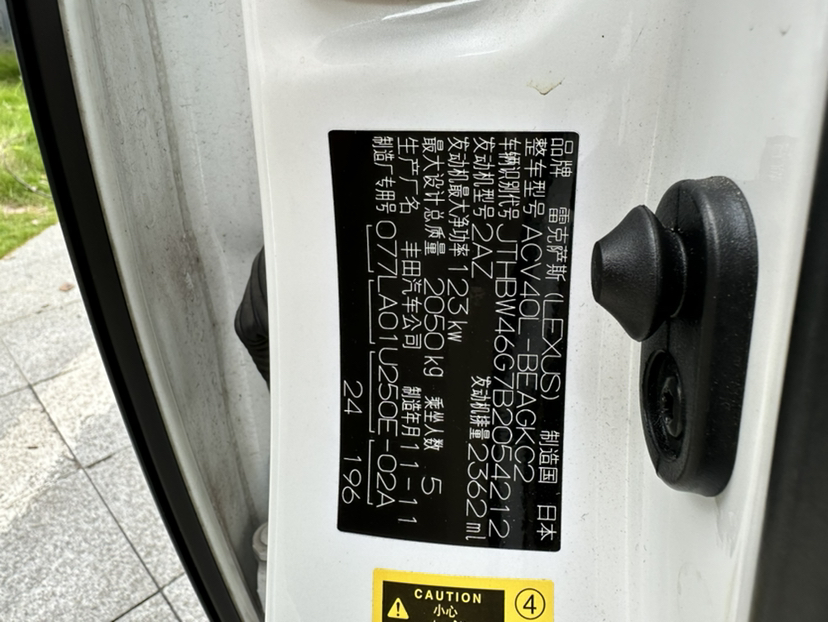 品牌 雷克萨斯 (LEXUS) 制造国 日本
整车型号 ACV40L-BEAGKC2
车辆识别代号 JTHBW46G7B2054212
发动机型号 2AZ 发动机排量 2362 ml
发动机最大净功率 123 kw
最大设计总质量 2050 kg 乘坐人数 5
生产厂名 丰田汽车公司 制造年月 11-11
制造厂专用号 077LA01U250E-02A
24 196
CAUTION
小心
4